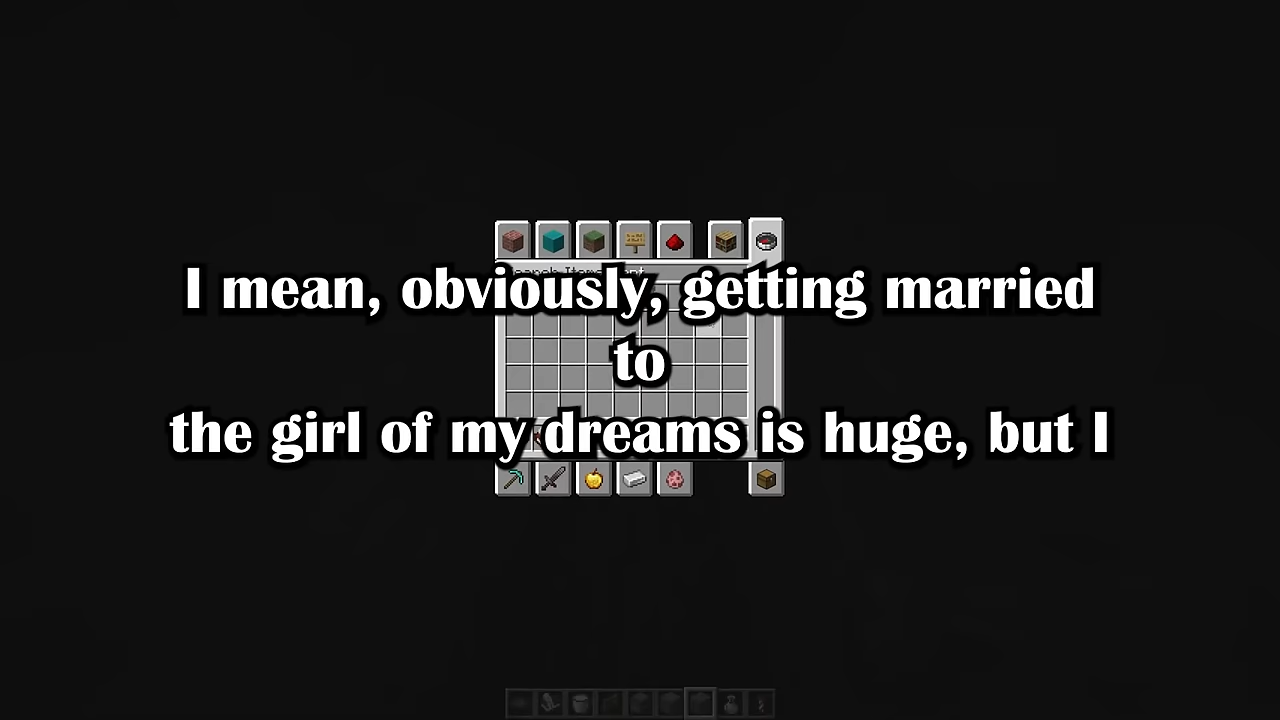 I mean, obviously, getting married
to
the girl of my dreams is huge, but I